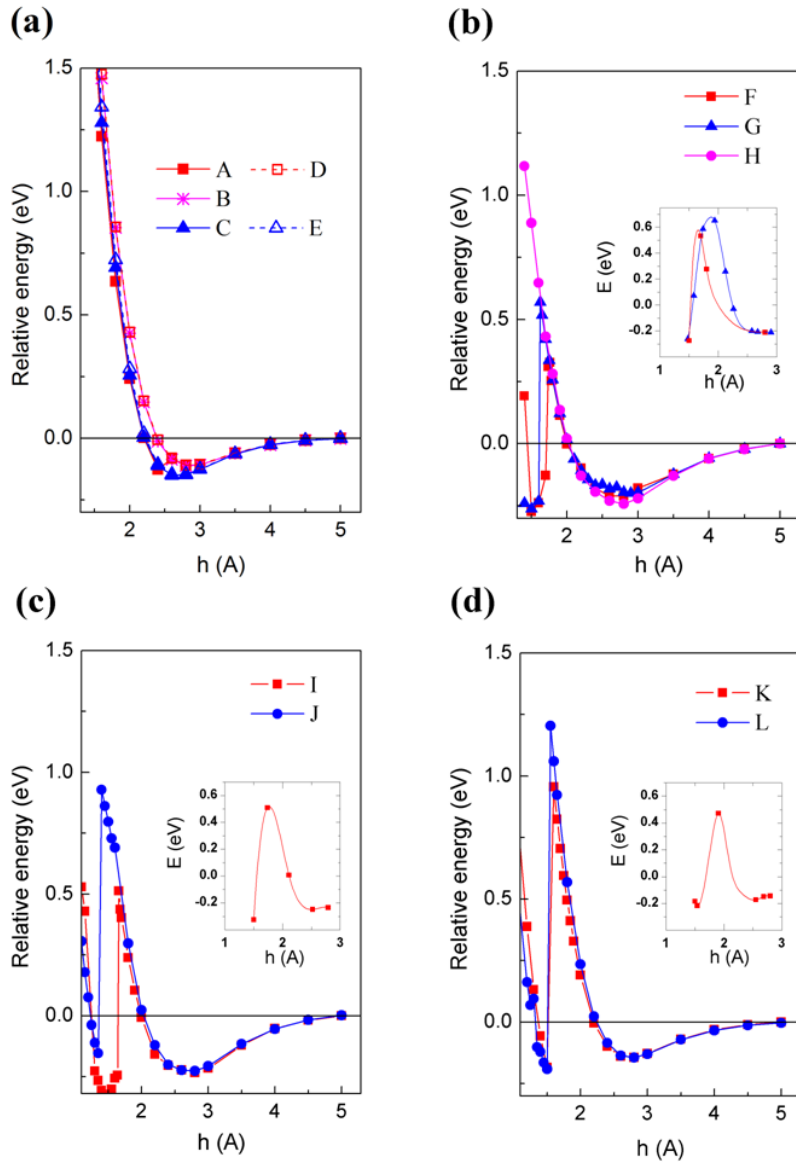 (a)
1.5
1.0
0.5
0.0
Relative energy (eV)
A
B
C
D
E
2 3 4 5
h (A)
(b)
1.5
1.0
0.5
0.0
Relative energy (eV)
F
G
H
0.6
0.4
0.2
0.0
-0.2
E (eV)
1 2 3
h (A)
2 3 4 5
h (A)
(c)
1.5
1.0
0.5
0.0
Relative energy (eV)
I
J
0.6
0.4
0.2
0.0
-0.2
E (eV)
1 2 3
h (A)
2 3 4 5
h (A)
(d)
1.5
1.0
0.5
0.0
Relative energy (eV)
K
L
0.6
0.4
0.2
0.0
-0.2
E (eV)
1 2 3
h (A)
2 3 4 5
h (A)